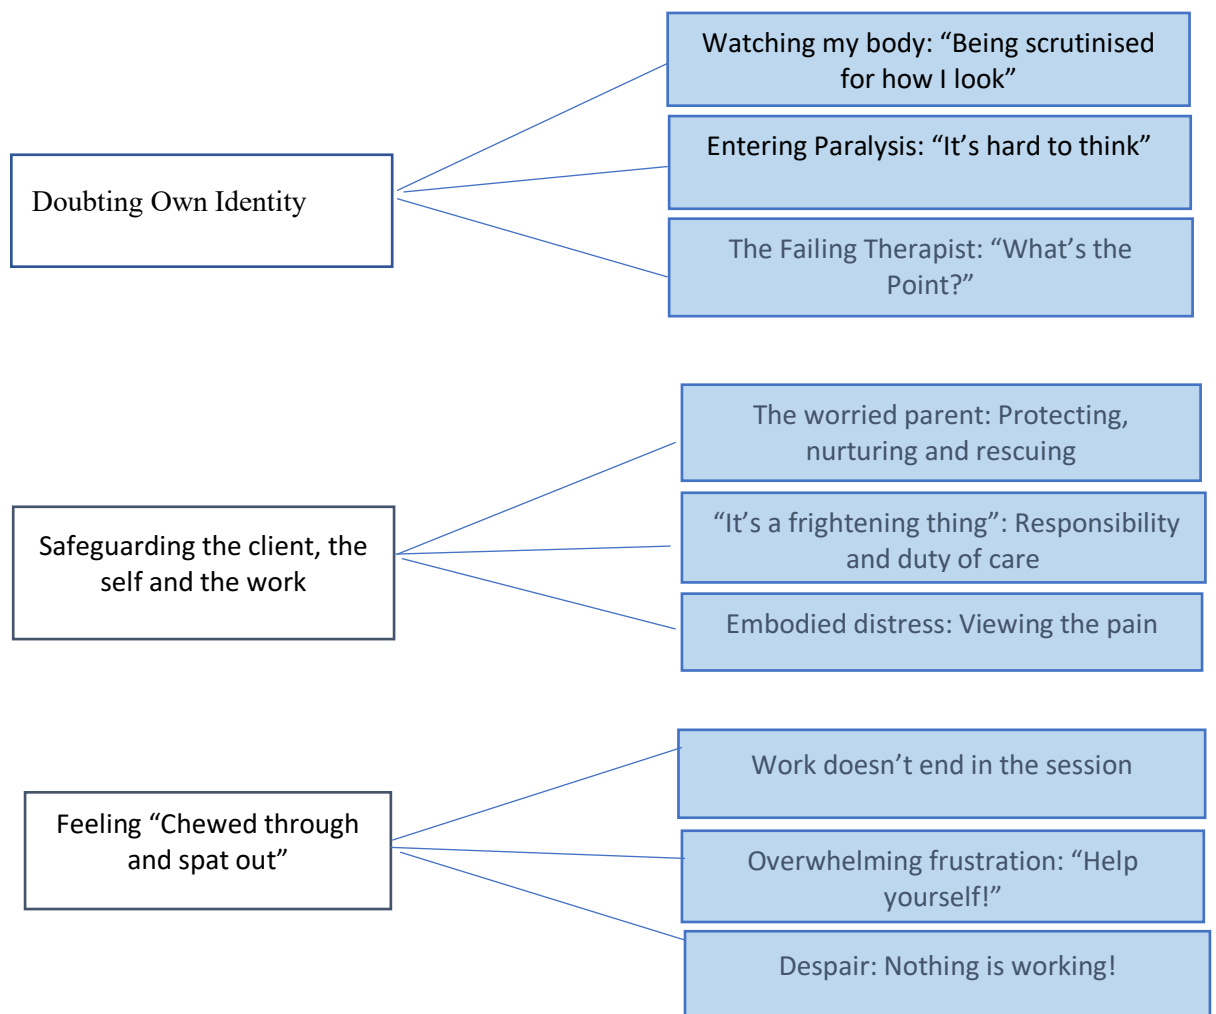 Doubting Own Identity
Watching my body: “Being scrutinised
for how I look”
Entering Paralysis: “It’s hard to think”
The Failing Therapist: “What’s the
Point?”
Safeguarding the client, the
self and the work
The worried parent: Protecting,
nurturing and rescuing
“It’s a frightening thing”: Responsibility
and duty of care
Embodied distress: Viewing the pain
Feeling “Chewed through
and spat out”
Work doesn’t end in the session
Overwhelming frustration: “Help
yourself!”
Despair: Nothing is working!